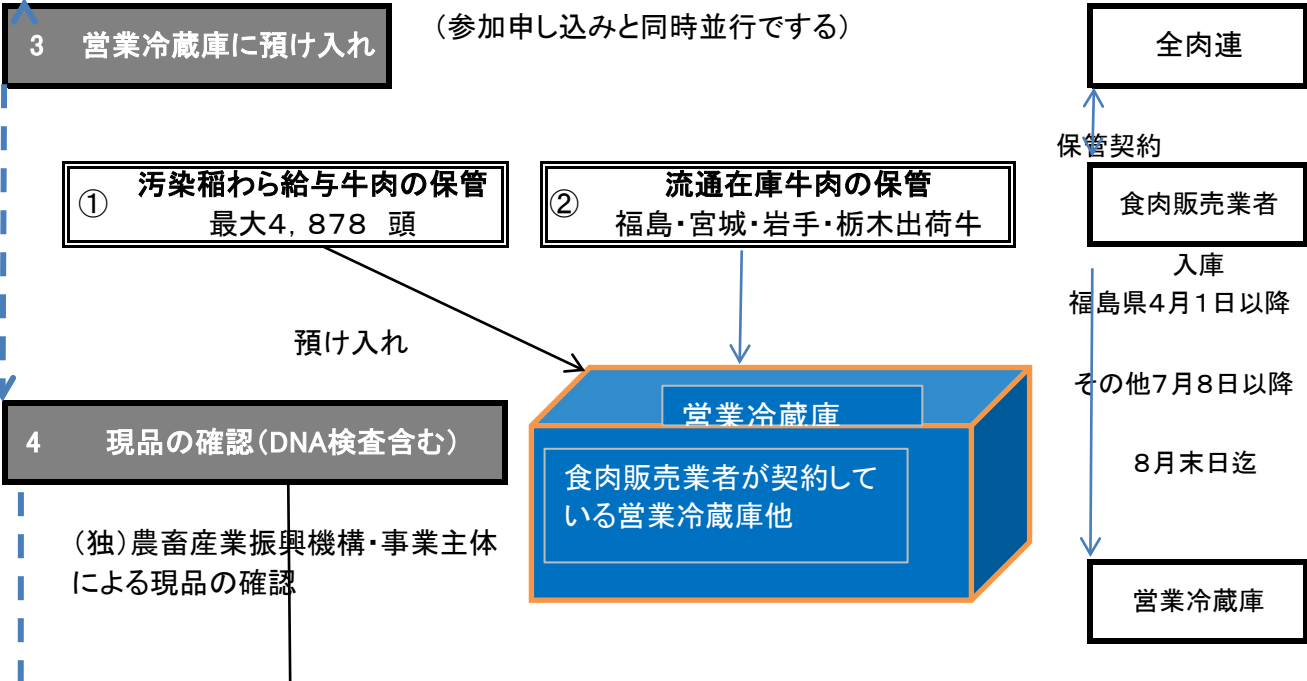 3 営業冷蔵庫に預け入れ
（参加申し込みと同時並行でする）
全肉連
保管契約
① 汚染稲わら給与牛肉の保管
最大4，878 頭
② 流通在庫牛肉の保管
福島・宮城・岩手・栃木出荷牛
食肉販売業者
入庫
福島県4月1日以降
預け入れ
その他7月8日以降
営業冷蔵庫
4 現品の確認（DNA検査含む）
8月末日迄
食肉販売業者が契約して
いる営業冷蔵庫他
（独）農畜産業振興機構・事業主体
による現品の確認
営業冷蔵庫